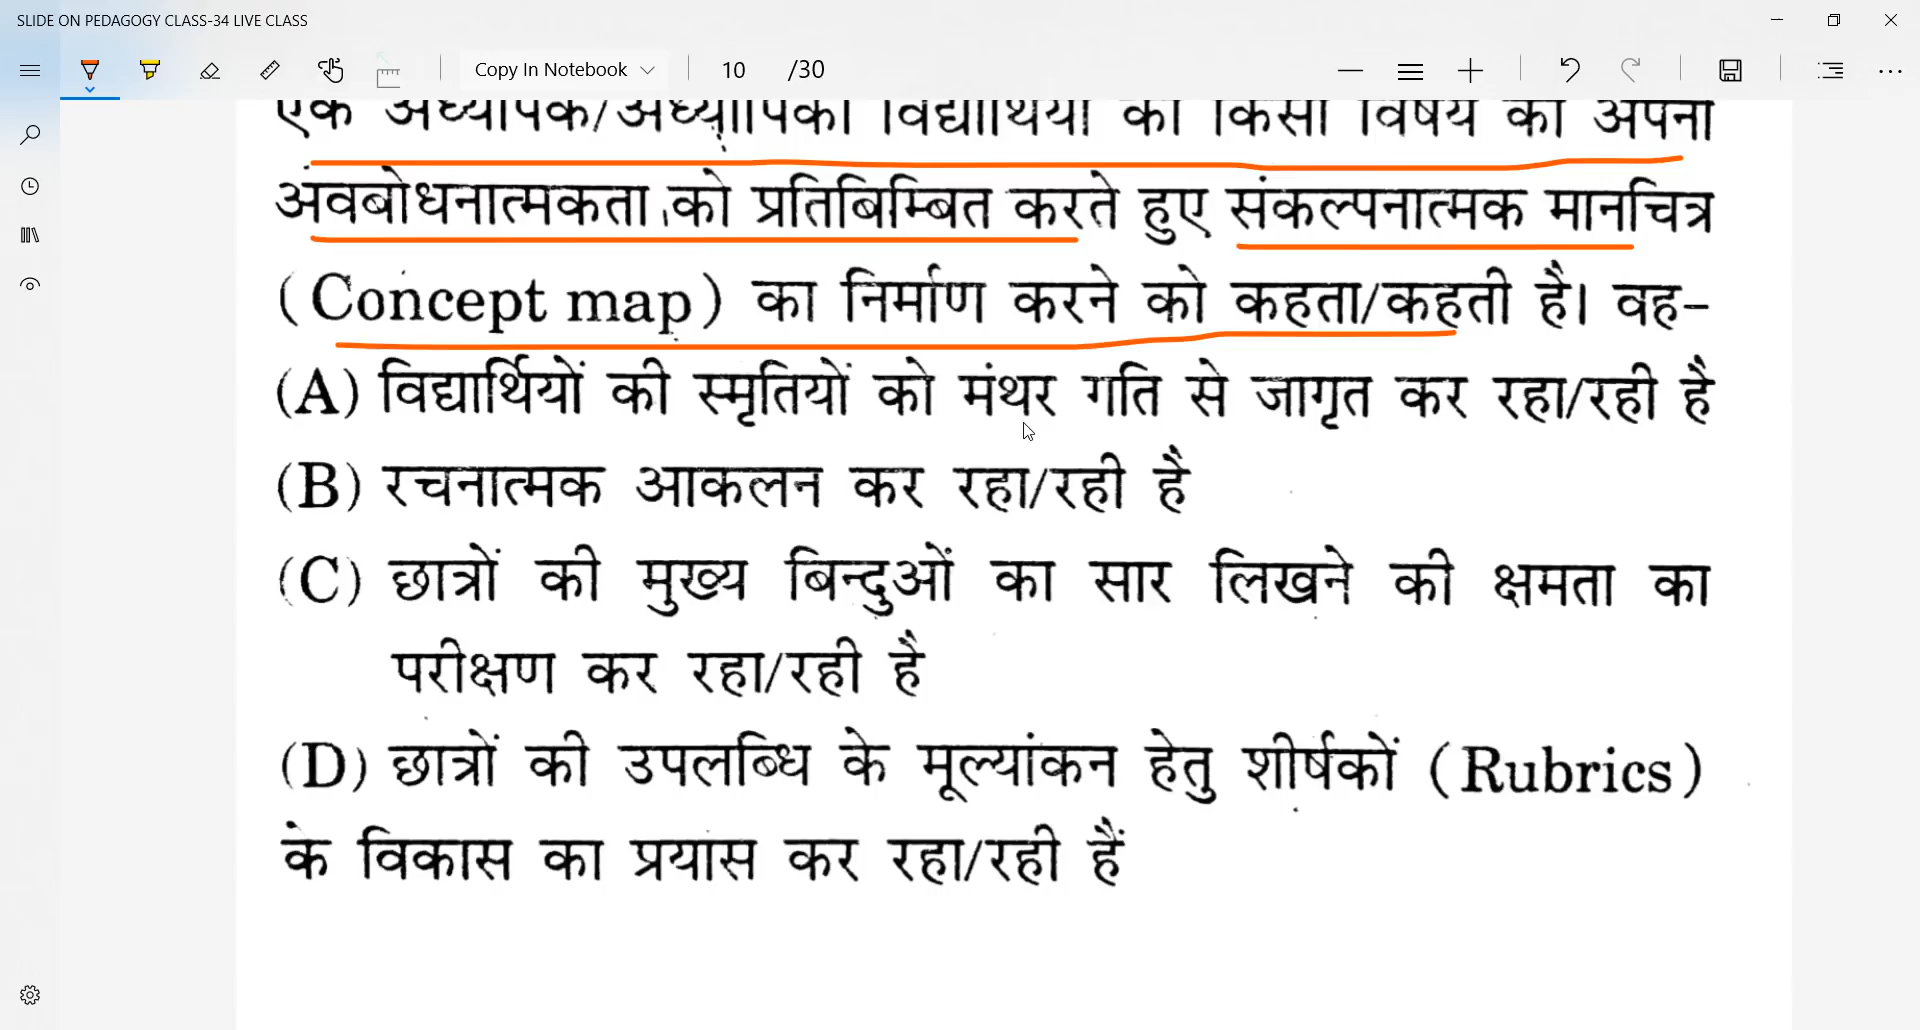 SLIDE ON PEDAGOGY CLASS-34 LIVE CLASS
Copy In Notebook 10 /30
एक अध्यापक/अध्यापिका विद्यार्थियों को किसी विषय की अपनी
अवबोधनात्मकता को प्रतिबिम्बित करते हुए संकल्पनात्मक मानचित्र
(Concept map) का निर्माण करने को कहता/कहती है। वह–
(A) विद्यार्थियों की स्मृतियों को मंथर गति से जागृत कर रहा/रही है
(B) रचनात्मक आकलन कर रहा/रही है
(C) छात्रों की मुख्य बिन्दुओं का सार लिखने की क्षमता का
परीक्षण कर रहा/रही है
(D) छात्रों की उपलब्धि के मूल्यांकन हेतु शीर्षकों (Rubrics)
के विकास का प्रयास कर रहा/रही हैं